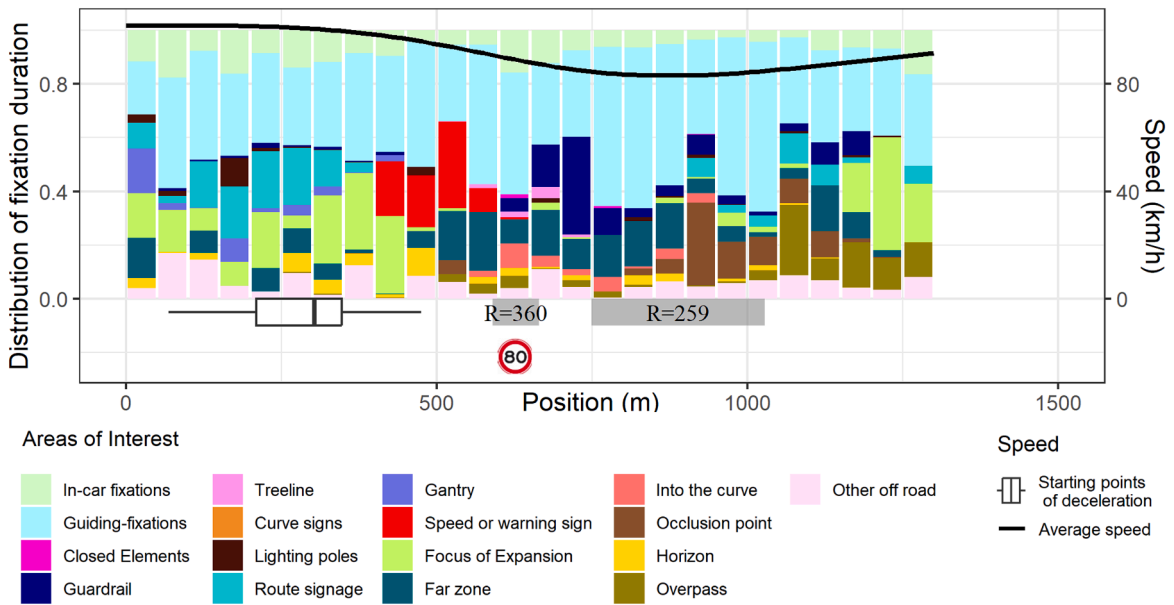 Distribution of fixation duration
0.8
0.4
0.0
80
40
0
Speed (km/h)
R=360
R=259
80
0
500
1000
1500
Position (m)
Areas of Interest
Speed
In-car fixations
Treeline
Gantry
Into the curve
Other off road
Starting points
of deceleration
Guiding-fixations
Curve signs
Speed or warning sign
Occlusion point
Average speed
Closed Elements
Lighting poles
Focus of Expansion
Horizon
Guardrail
Route signage
Far zone
Overpass